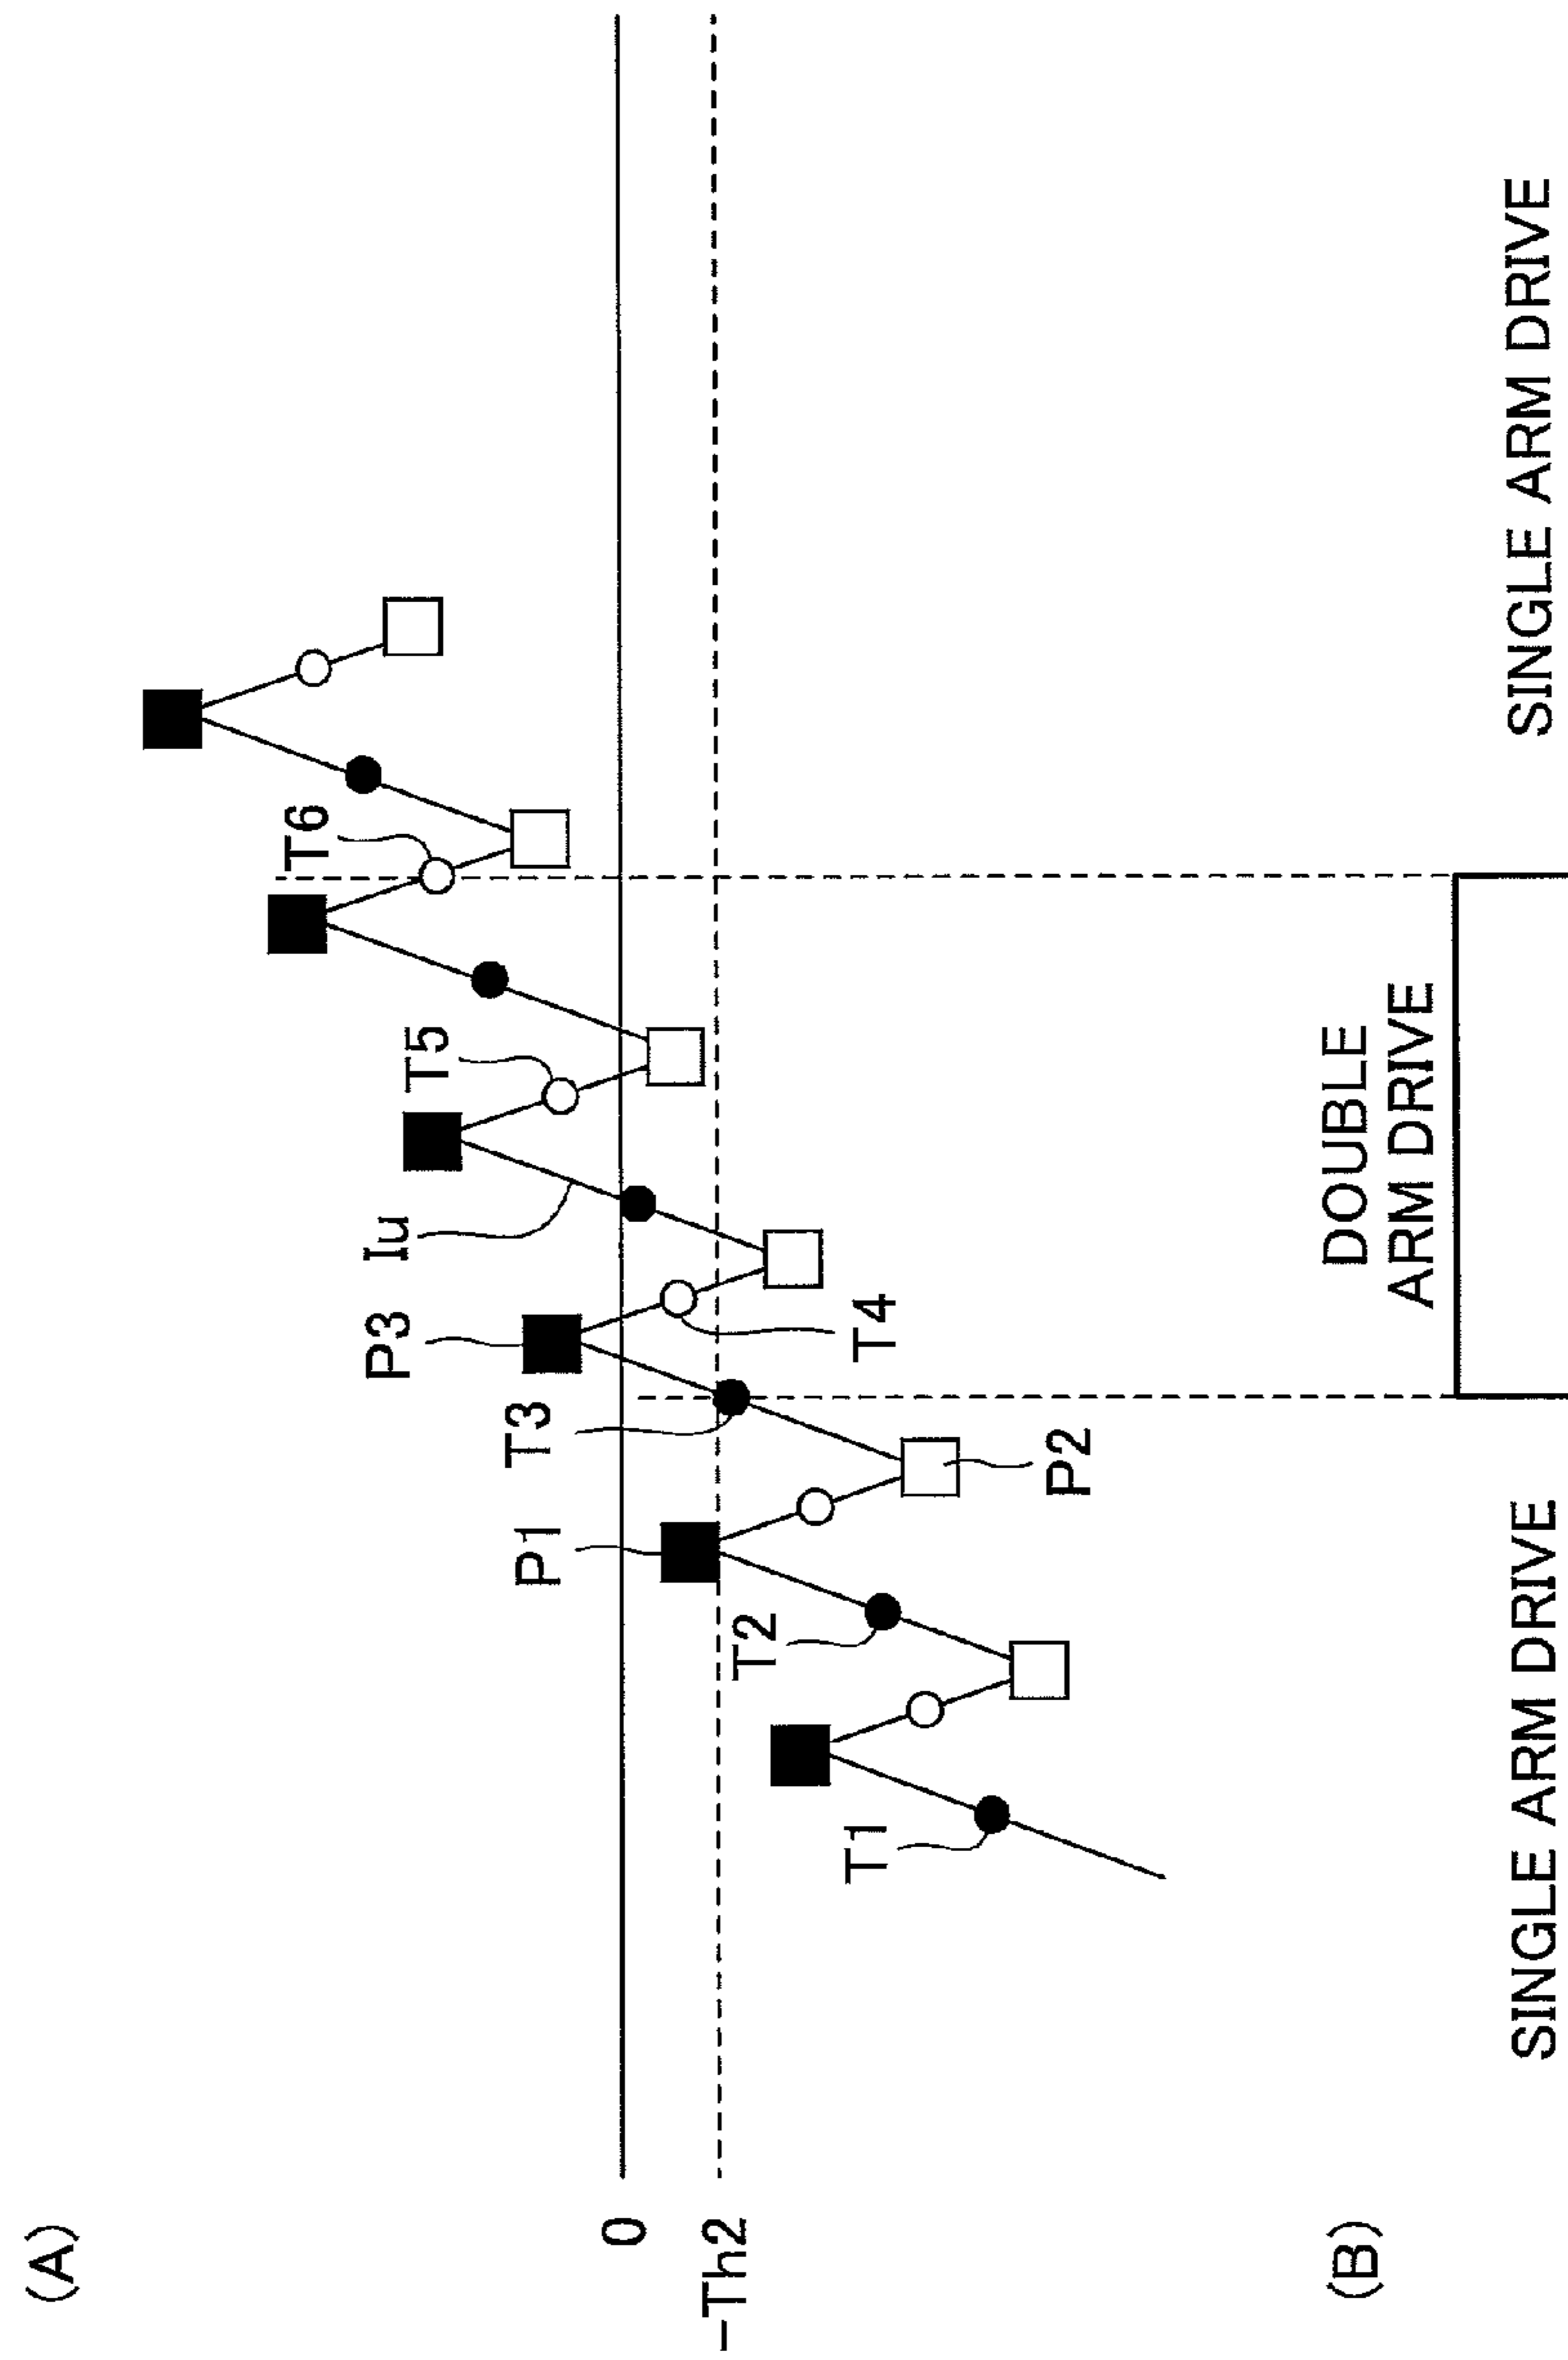 (A)
T6
T5
Iu
P3
T3
T4
P1
0
-Th2
T2
P2
T1
(B)
DOUBLE
ARM DRIVE
SINGLE ARM DRIVE
SINGLE ARM DRIVE